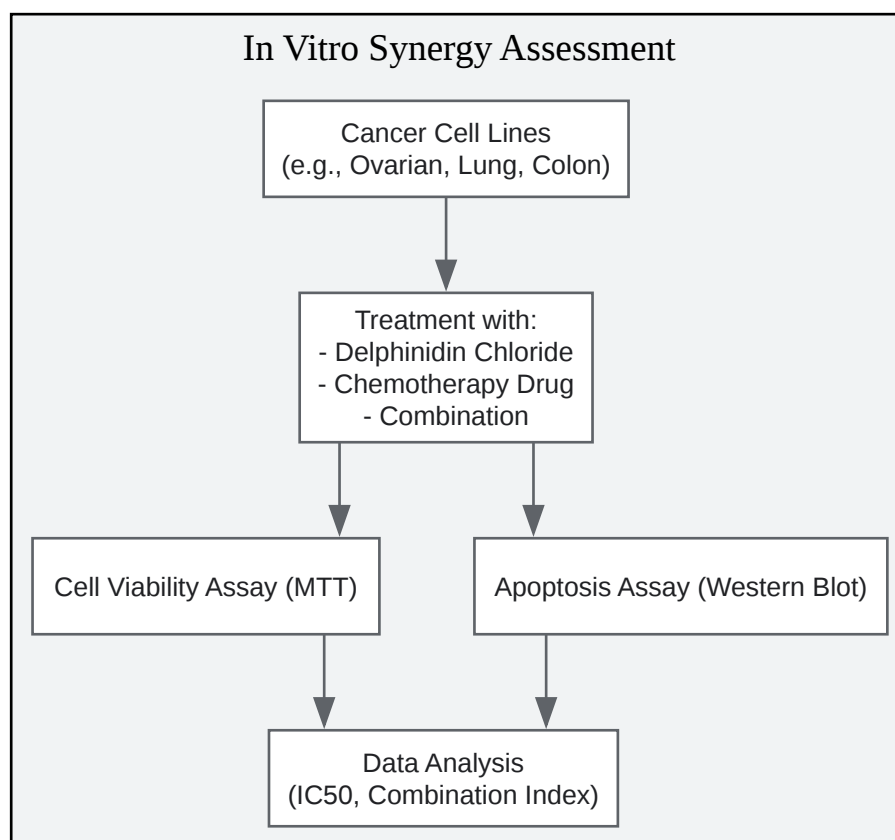 In Vitro Synergy Assessment
Cancer Cell Lines
(e.g., Ovarian, Lung, Colon)
Treatment with:
- Delphinidin Chloride
- Chemotherapy Drug
- Combination
Cell Viability Assay (MTT)
Apoptosis Assay (Western Blot)
Data Analysis
(IC50, Combination Index)